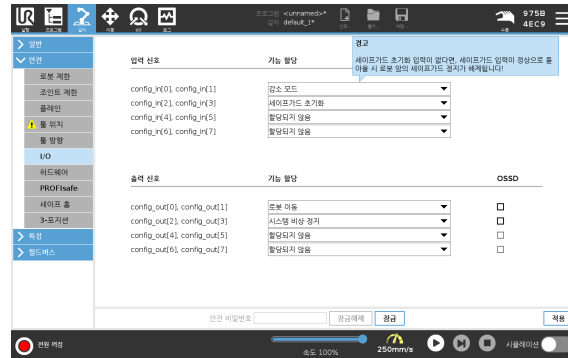 프로그램 <unnamed>*
설치 default_1*
실행
프로그램
설치
이동
I/O
로그
신규...
열기...
저장...
수동
975B
4EC9
일반
안전
로봇 제한
조인트 제한
플레인
툴 위치
툴 방향
I/O
하드웨어
PROFIsafe
세이프 홈
3-포지션
특징
필드버스
경고
세이프가드 초기화 입력이 없다면, 세이프가드 입력이 정상으로 돌
아올 시 로봇 암의 세이프가드 정지가 해제됩니다!
입력 신호 기능 할당
config_in[0], config_in[1] 감소 모드
config_in[2], config_in[3] 세이프가드 초기화
config_in[4], config_in[5] 할당되지 않음
config_in[6], config_in[7] 할당되지 않음
출력 신호 기능 할당 OSSD
config_out[0], config_out[1] 로봇 이동
config_out[2], config_out[3] 시스템 비상 정지
config_out[4], config_out[5] 할당되지 않음
config_out[6], config_out[7] 할당되지 않음
안전 비밀번호 잠금해제 잠금 적용
전원 꺼짐
속도 100%
250mm/s
시뮬레이션